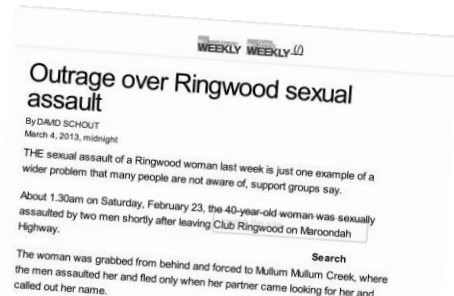 WEEKLY WEEKLY (/)
Outrage over Ringwood sexual
assault
By DAVID SCHOUT
March 4, 2013, midnight
THE sexual assault of a Ringwood woman last week is just one example of a
wider problem that many people are not aware of, support groups say.
About 1.30am on Saturday, February 23, the 40-year-old woman was sexually
assaulted by two men shortly after leaving Club Ringwood on Maroondah
Highway.
Search
The woman was grabbed from behind and forced to Mullum Mullum Creek, where
the men assaulted her and fled only when her partner came looking for her and
called out her name.